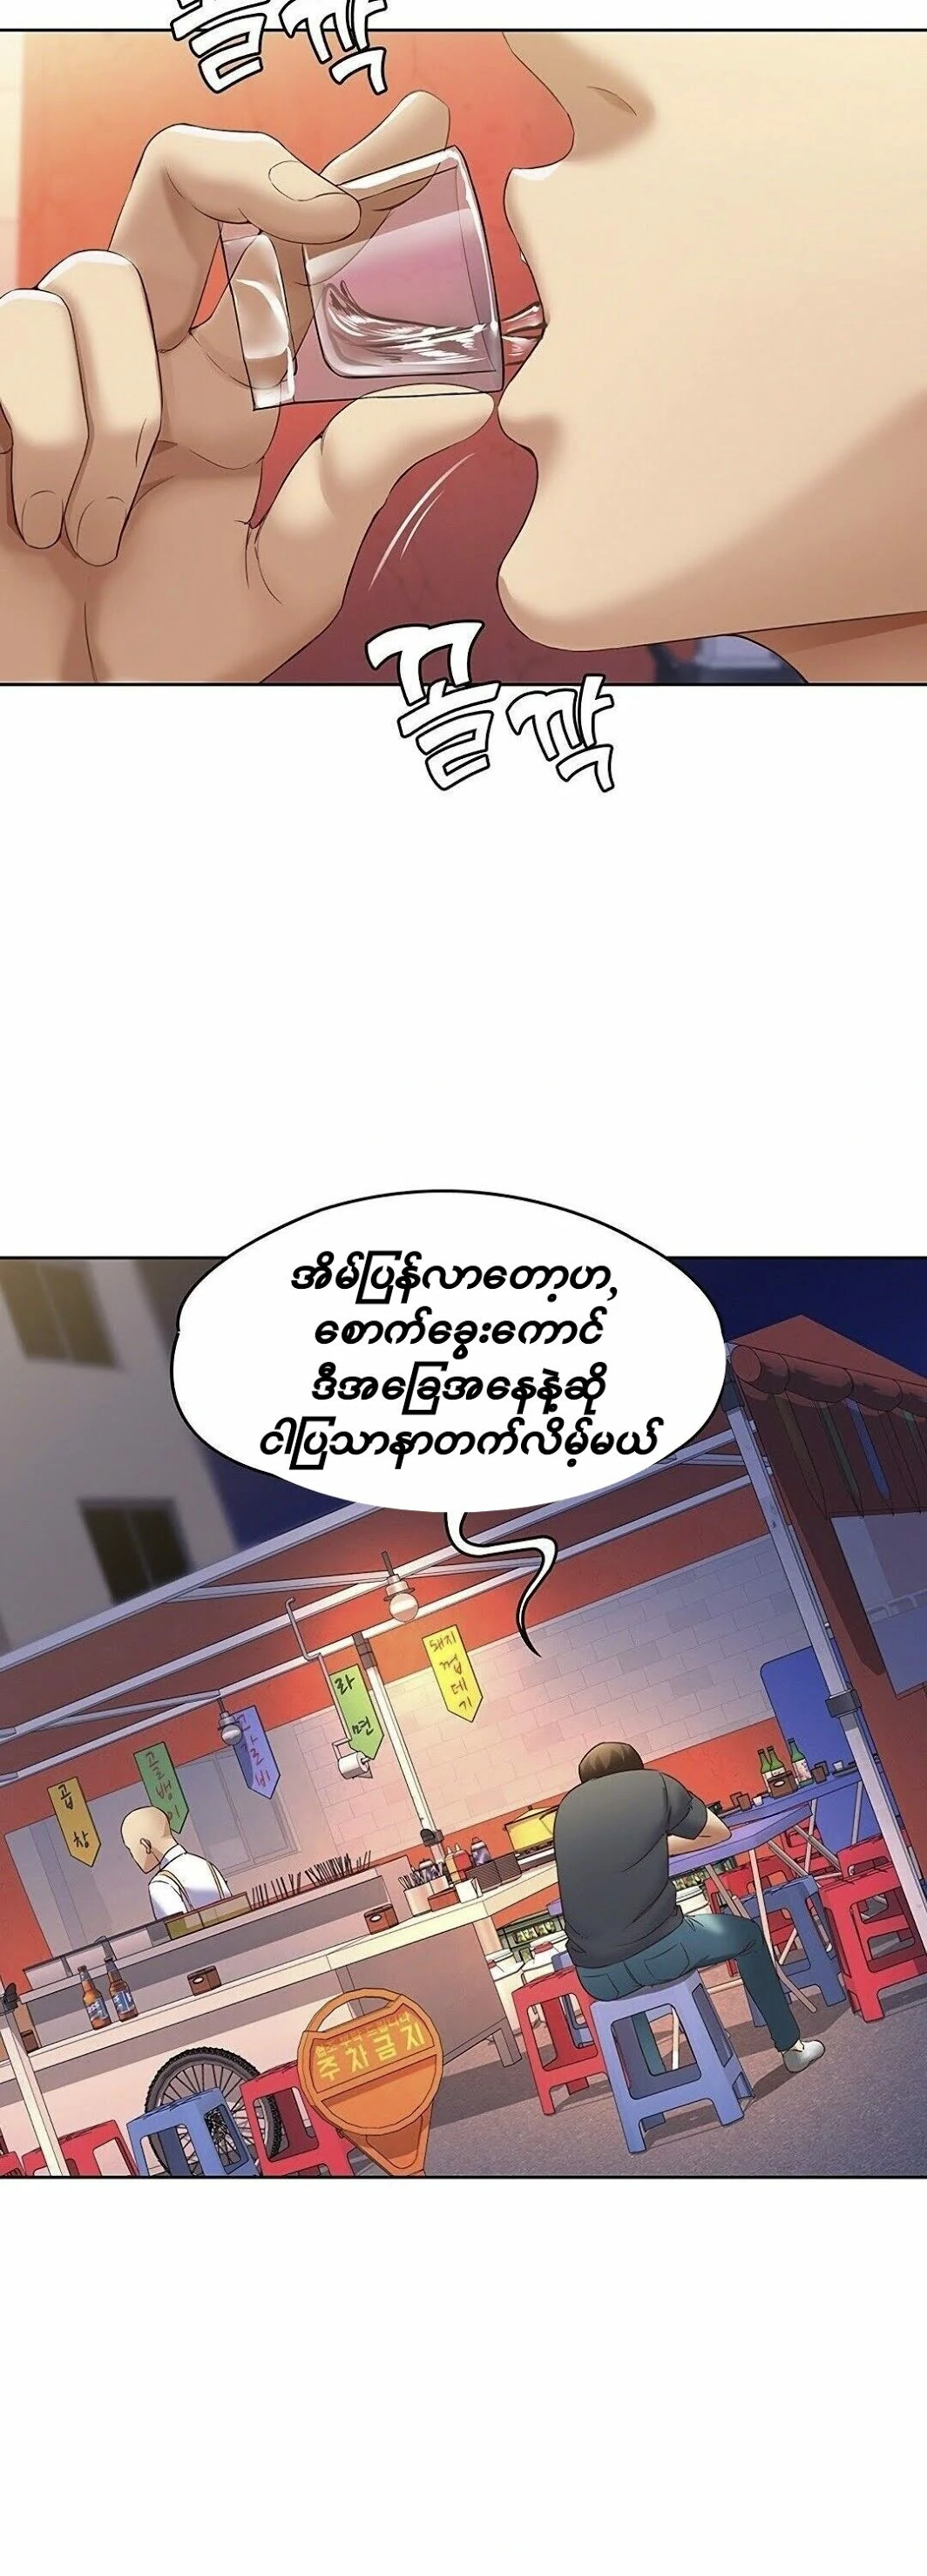 꿀꺽
꿀꺽
အိမ်ပြန်လာတော့ဟ,
စောက်ခွေးကောင်
ဒီအခြေအနေနဲ့ဆို
ငါပြသာနာတက်လိမ့်မယ်
돼지
껍
데
기
라
면
골
뱅
이
곱
창
주차금지